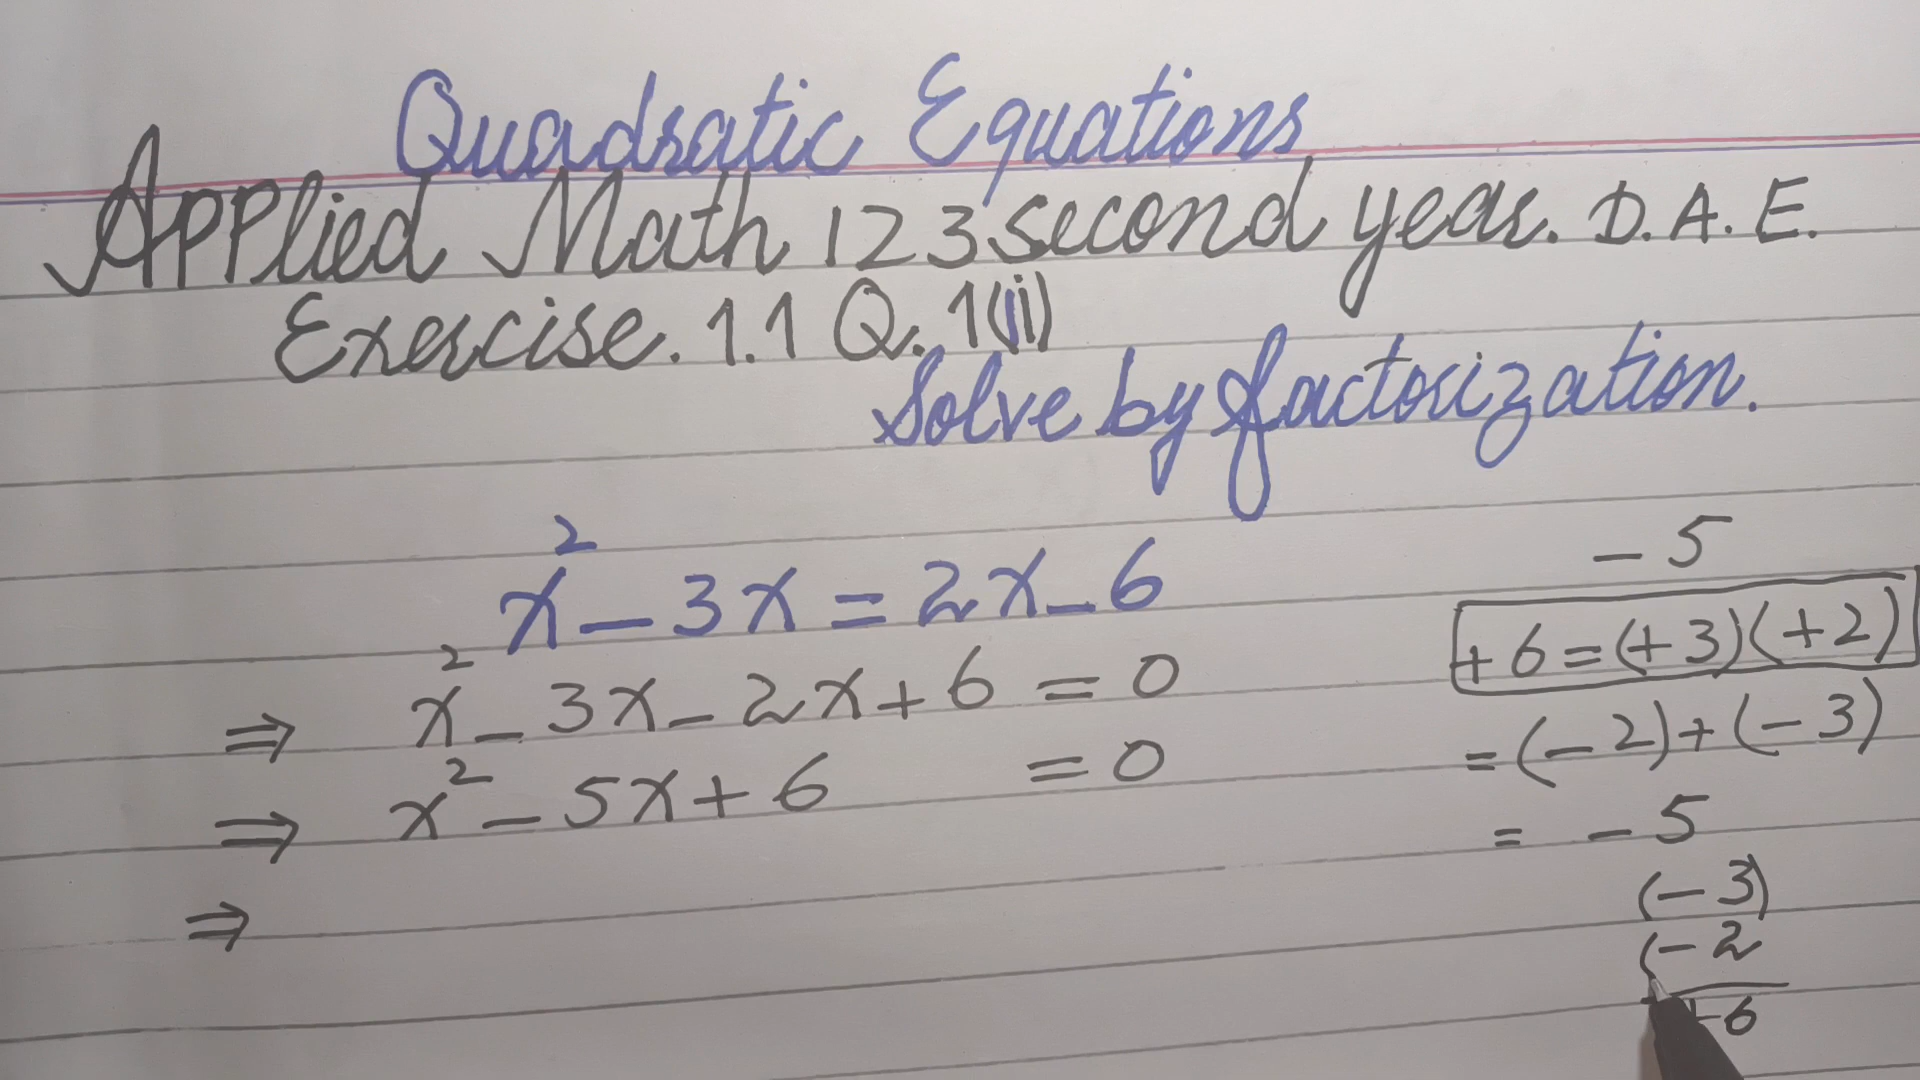 Quadratic Equations
Applied Math 123 second year. D.A.E.
Exercise. 1.1 Q. 1(ii)
Solve by factorization.
x² - 3x = 2x - 6
⇒ x² - 3x - 2x + 6 = 0
⇒ x² - 5x + 6 = 0
⇒
- 5
+ 6 = (+3)(+2)
= (-2) + (-3)
= - 5
(- 3)
(- 2
+6